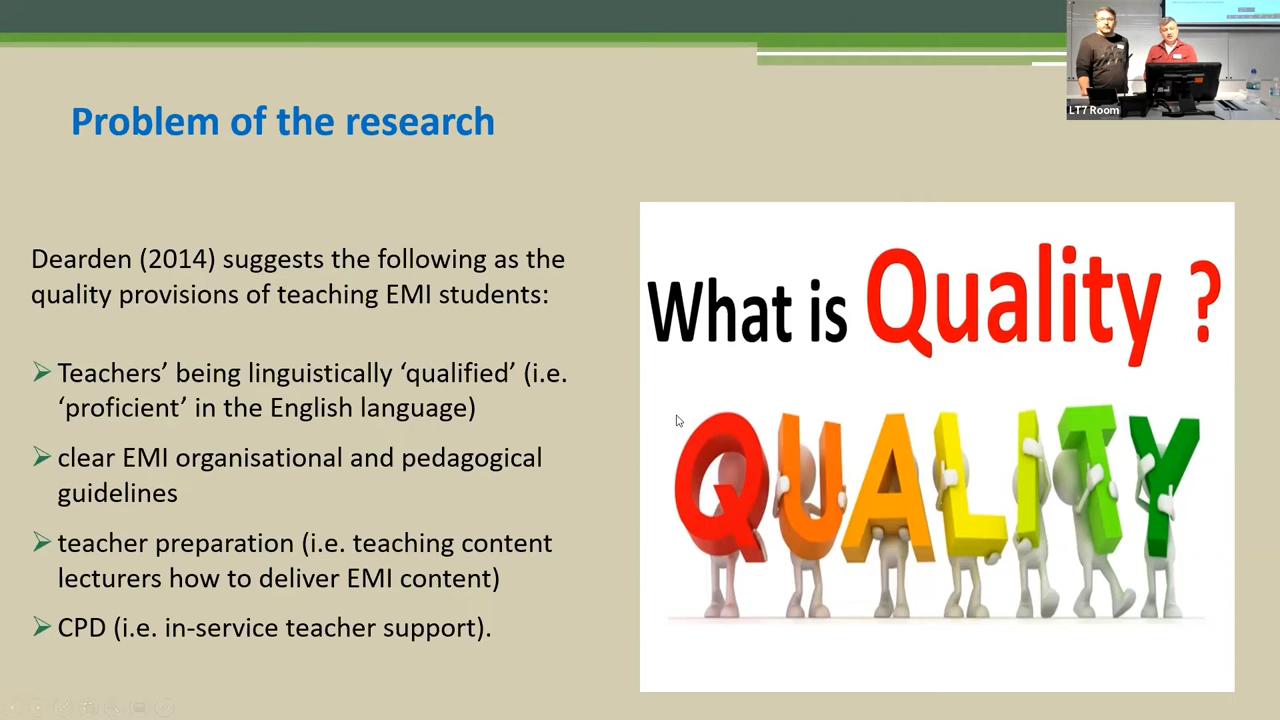 LT7 Room
Problem of the research
Dearden (2014) suggests the following as the
quality provisions of teaching EMI students:
Teachers’ being linguistically ‘qualified’ (i.e.
‘proficient’ in the English language)
clear EMI organisational and pedagogical
guidelines
teacher preparation (i.e. teaching content
lecturers how to deliver EMI content)
CPD (i.e. in-service teacher support).
What is Quality ?
QUALITY